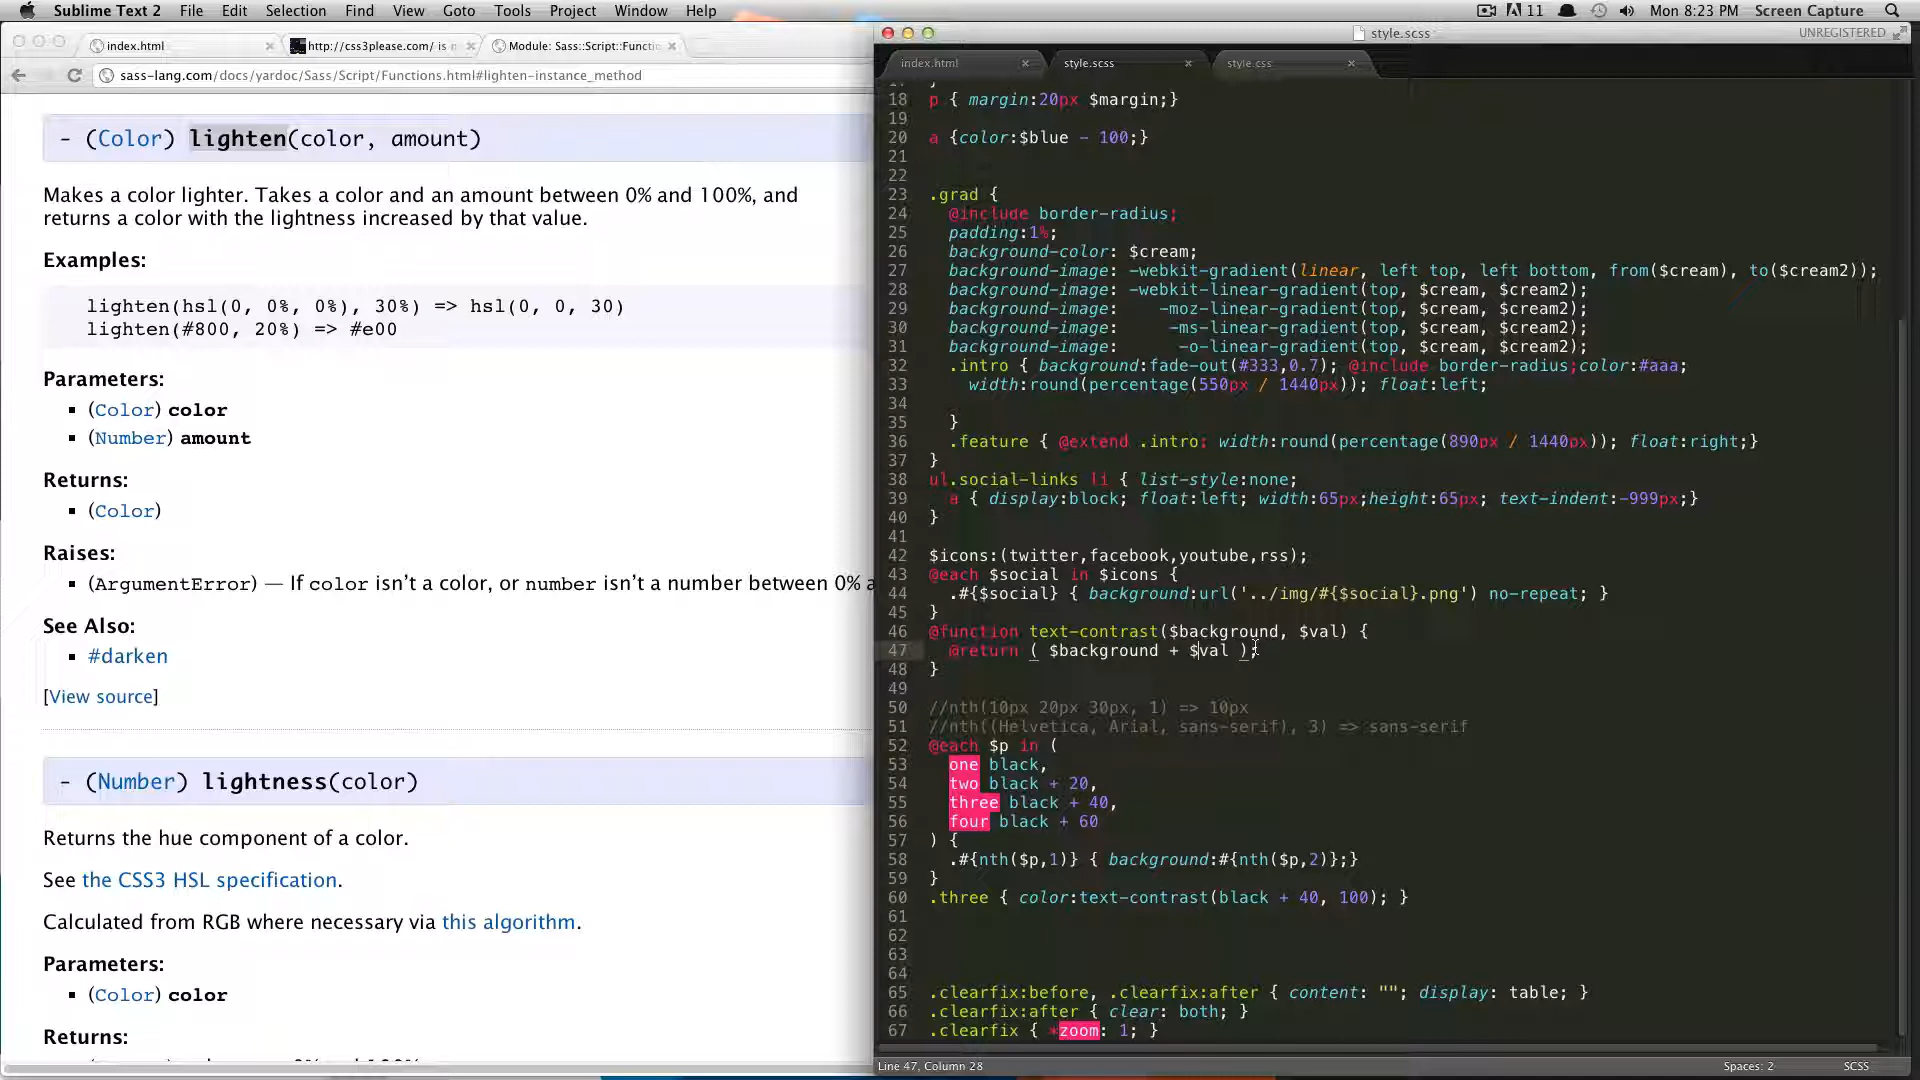 Sublime Text 2 File Edit Selection Find View Goto Tools Project Window Help
11 Mon 8:23 PM Screen Capture
index.html
http://css3please.com/ is
Module: Sass::Script::Functi
sass-lang.com/docs/yardoc/Sass/Script/Functions.html#lighten-instance_method
- (Color) lighten(color, amount)
Makes a color lighter. Takes a color and an amount between 0% and 100%, and
returns a color with the lightness increased by that value.
Examples:
lighten(hsl(0, 0%, 0%), 30%) => hsl(0, 0, 30)
lighten(#800, 20%) => #e00
Parameters:
(Color) color
(Number) amount
Returns:
(Color)
Raises:
(ArgumentError) — If color isn't a color, or number isn't a number between 0%
See Also:
#darken
[View source]
- (Number) lightness(color)
Returns the hue component of a color.
See the CSS3 HSL specification.
Calculated from RGB where necessary via this algorithm.
Parameters:
(Color) color
Returns:
style.scss
UNREGISTERED
index.html style.scss style.css
18 p { margin:20px $margin;}
19
20 a {color:$blue - 100;}
21
22
23 .grad {
24 @include border-radius;
25 padding:1%;
26 background-color: $cream;
27 background-image: -webkit-gradient(linear, left top, left bottom, from($cream), to($cream2));
28 background-image: -webkit-linear-gradient(top, $cream, $cream2);
29 background-image: -moz-linear-gradient(top, $cream, $cream2);
30 background-image: -ms-linear-gradient(top, $cream, $cream2);
31 background-image: -o-linear-gradient(top, $cream, $cream2);
32 .intro { background:fade-out(#333,0.7); @include border-radius;color:#aaa;
33 width:round(percentage(550px / 1440px)); float:left;
34
35 }
36 .feature { @extend .intro; width:round(percentage(890px / 1440px)); float:right;}
37 }
38 ul.social-links li { list-style:none;
39 a { display:block; float:left; width:65px;height:65px; text-indent:-999px;}
40 }
41
42 $icons:(twitter,facebook,youtube,rss);
43 @each $social in $icons {
44 .#{$social} { background:url('../img/#{$social}.png') no-repeat; }
45 }
46 @function text-contrast($background, $val) {
47 @return ( $background + $val );
48 }
49
50 //nth(10px 20px 30px, 1) => 10px
51 //nth((Helvetica, Arial, sans-serif), 3) => sans-serif
52 @each $p in (
53 one black,
54 two black + 20,
55 three black + 40,
56 four black + 60
57 ) {
58 .#{nth($p,1)} { background:#{nth($p,2)};}
59 }
60 .three { color:text-contrast(black + 40, 100); }
61
62
63
64
65 .clearfix:before, .clearfix:after { content: ""; display: table; }
66 .clearfix:after { clear: both; }
67 .clearfix { *zoom: 1; }
Line 47, Column 28
Spaces: 2
SCSS